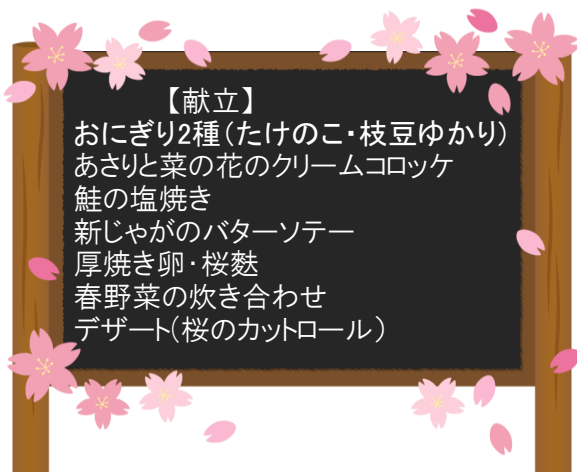 【献立】
おにぎり2種(たけのこ・枝豆ゆかり)
あさりと菜の花のクリームコロッケ
鮭の塩焼き
新じゃがのバターソテー
厚焼き卵・桜麩
春野菜の炊き合わせ
デザート(桜のカットロール)